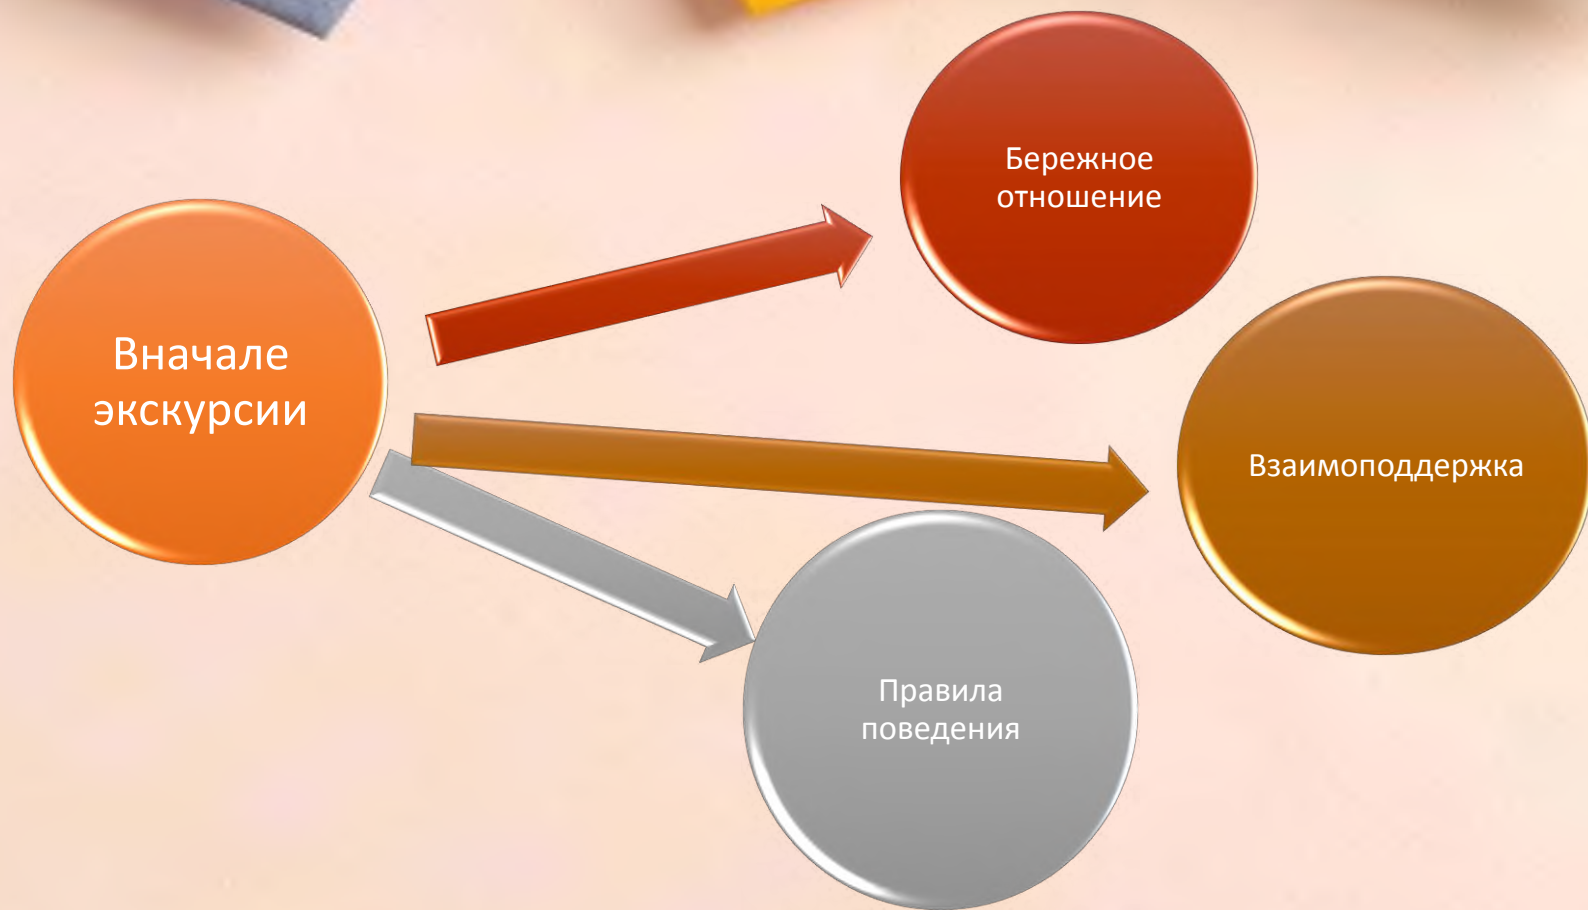 Вначале
экскурсии
Бережное
отношение
Взаимоподдержка
Правила
поведения